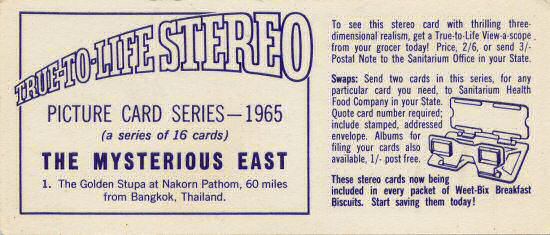 TRUE-TO-LIFE STEREO
PICTURE CARD SERIES—1965
(a series of 16 cards)
THE MYSTERIOUS EAST
1. The Golden Stupa at Nakorn Pathom, 60 miles
from Bangkok, Thailand.
To see this stereo card with thrilling three-
dimensional realism, get a True-to-Life View-a-scope
from your grocer today! Price, 2/6, or send 3/-
Postal Note to the Sanitarium Office in your State.
Swaps: Send two cards in this series, for any
particular card you need, to Sanitarium Health
Food Company in your State.
Quote card number required;
include stamped, addressed
envelope. Albums for
filing your cards also
available, 1/- post free.
These stereo cards now being
included in every packet of Weet-Bix Breakfast
Biscuits. Start saving them today!